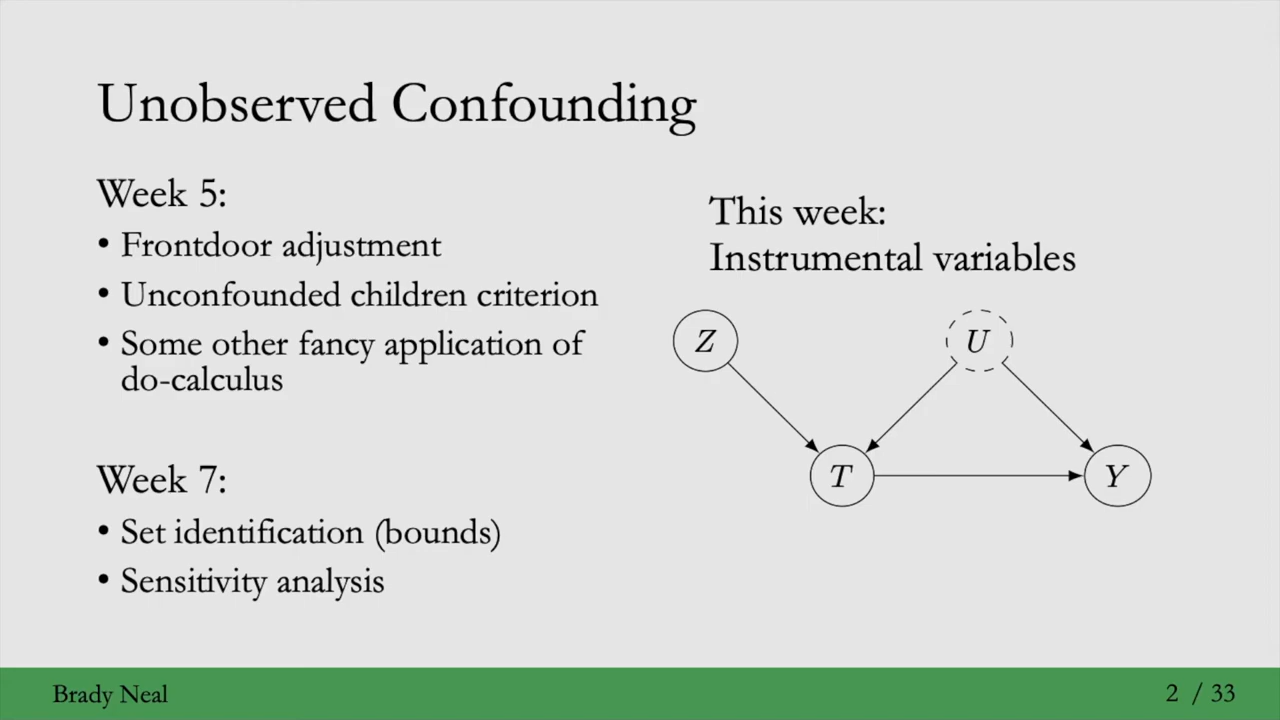 Unobserved Confounding
Week 5:
• Frontdoor adjustment
• Unconfounded children criterion
• Some other fancy application of
do-calculus
Week 7:
• Set identification (bounds)
• Sensitivity analysis
This week:
Instrumental variables
Z
U
T
Y
Brady Neal
2 / 33